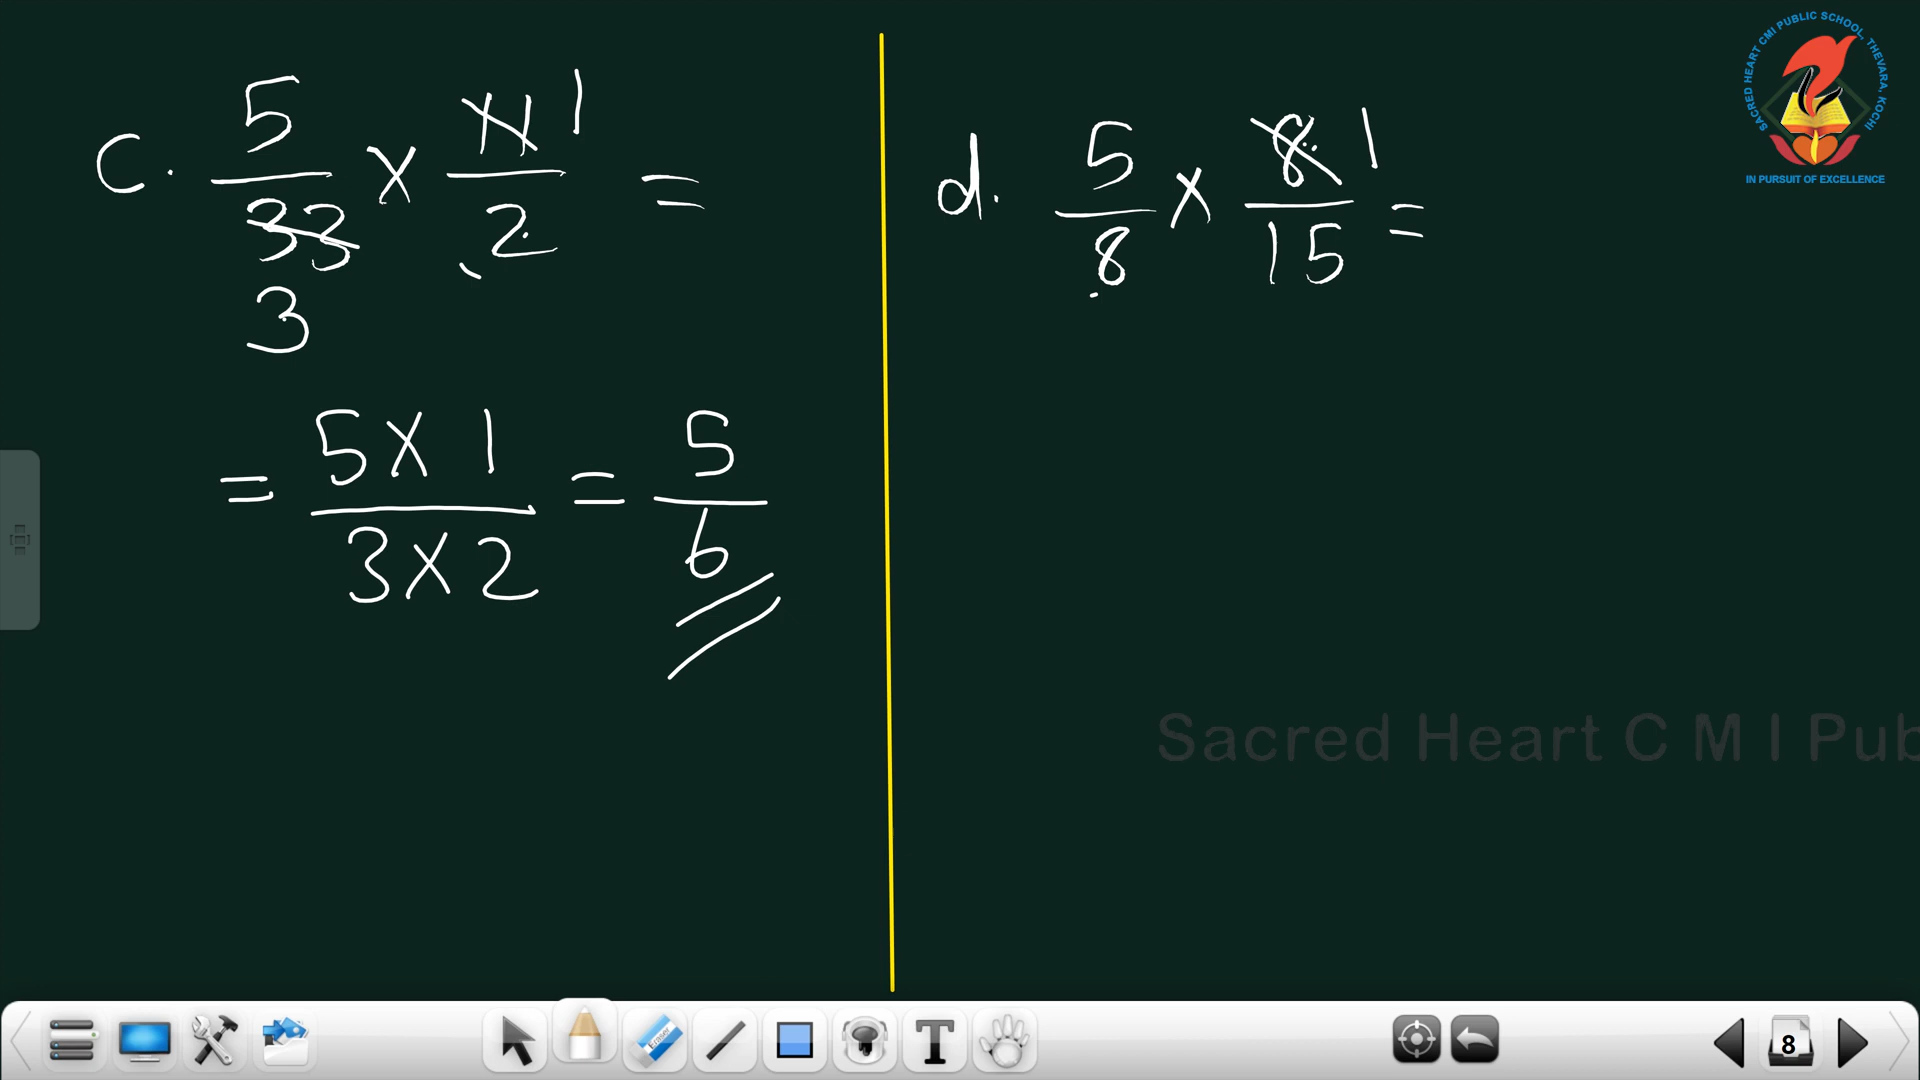 c. 5/33 × 11/2 1 =
3
= 5×1/3×2 = 5/6
d. 5/8 × 8/15 1 =
SACRED HEART CMI PUBLIC SCHOOL, THEVARA, KOCHI
IN PURSUIT OF EXCELLENCE
Sacred Heart C M I Pub
Eraser
T
8